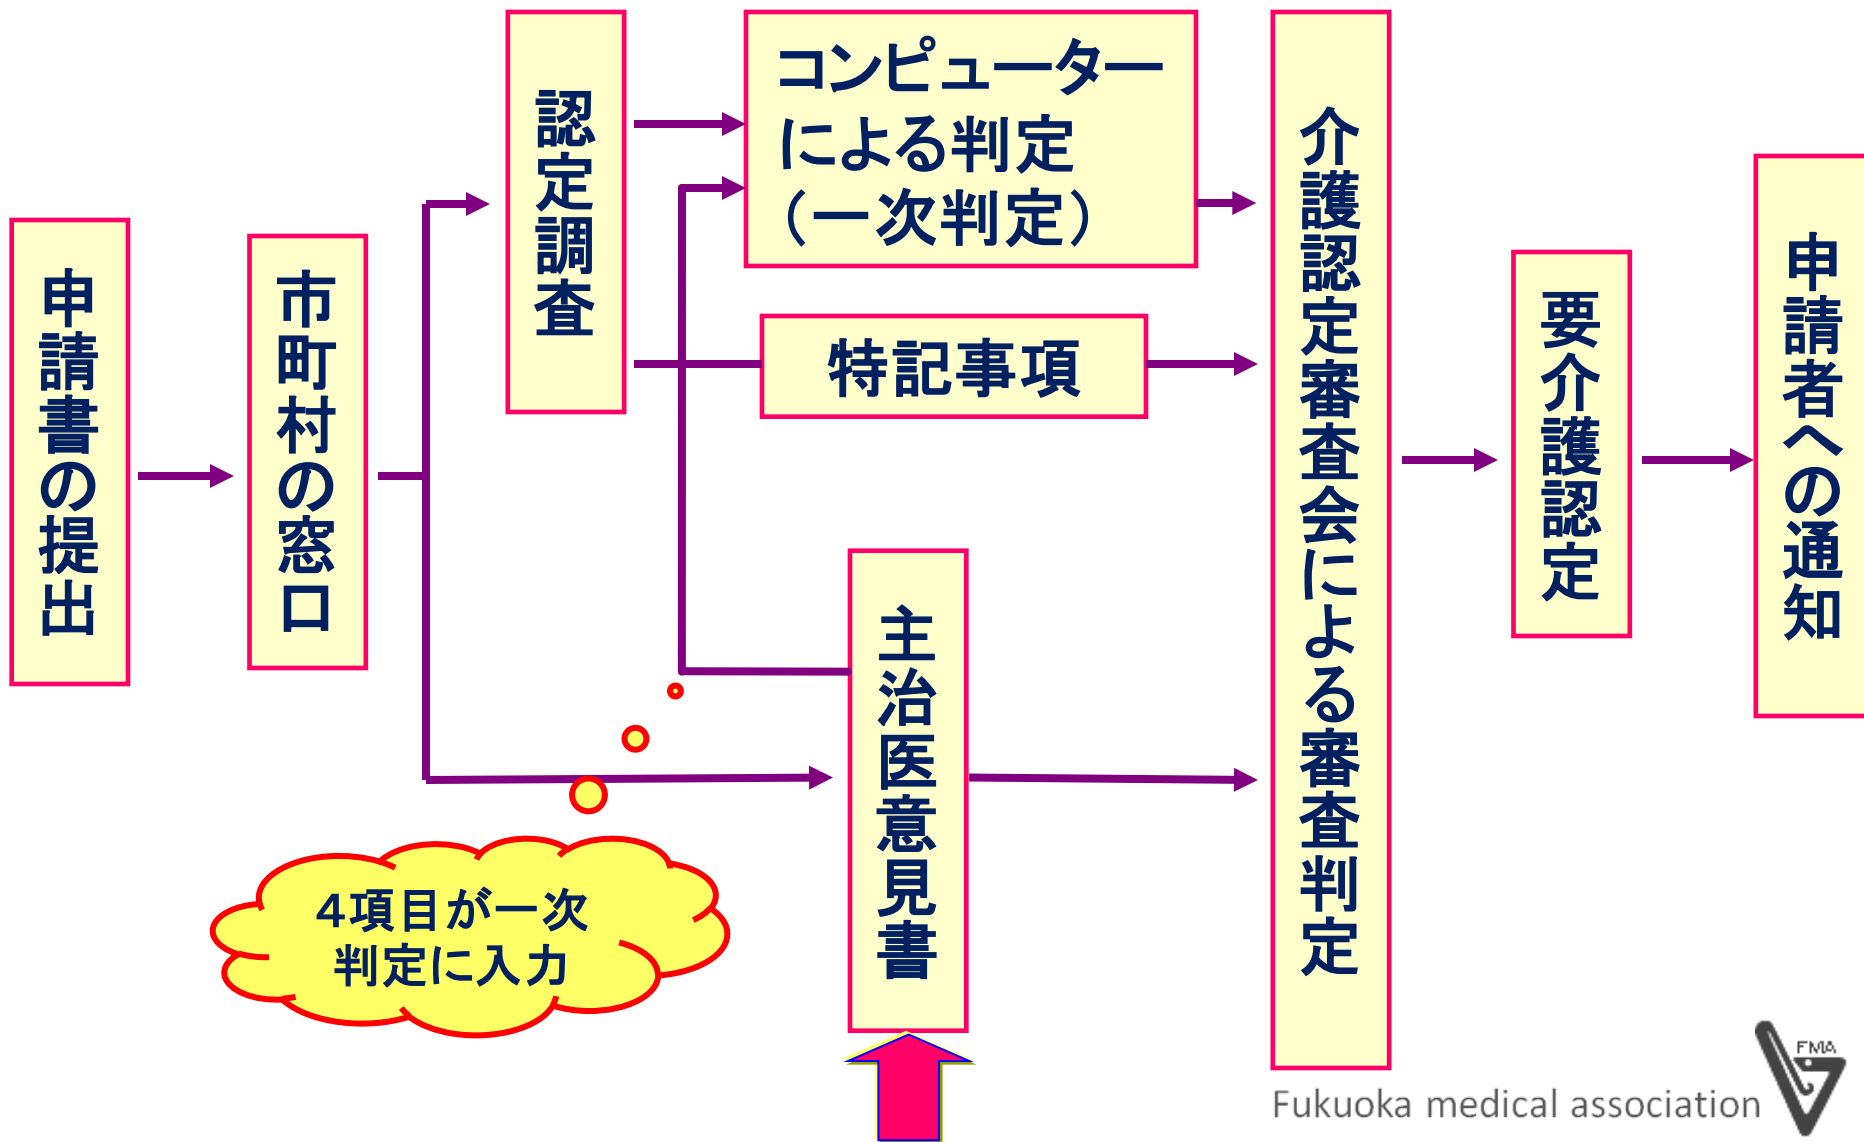 申請書の提出
市町村の窓口
認定調査
コンピューター
による判定
（一次判定）
特記事項
主治医意見書
4項目が一次
判定に入力
介護認定審査会による審査判定
要介護認定
申請者への通知
FMA
Fukuoka medical association